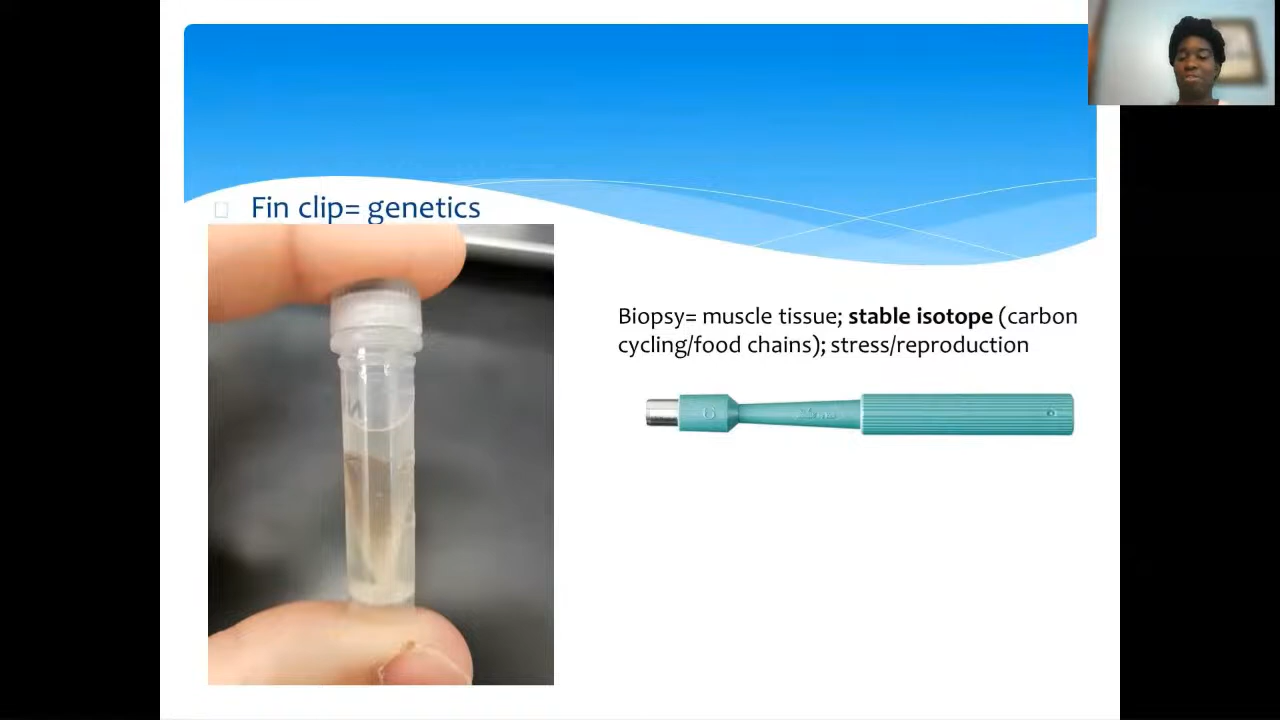 Fin clip= genetics
Biopsy= muscle tissue; stable isotope (carbon
cycling/food chains); stress/reproduction